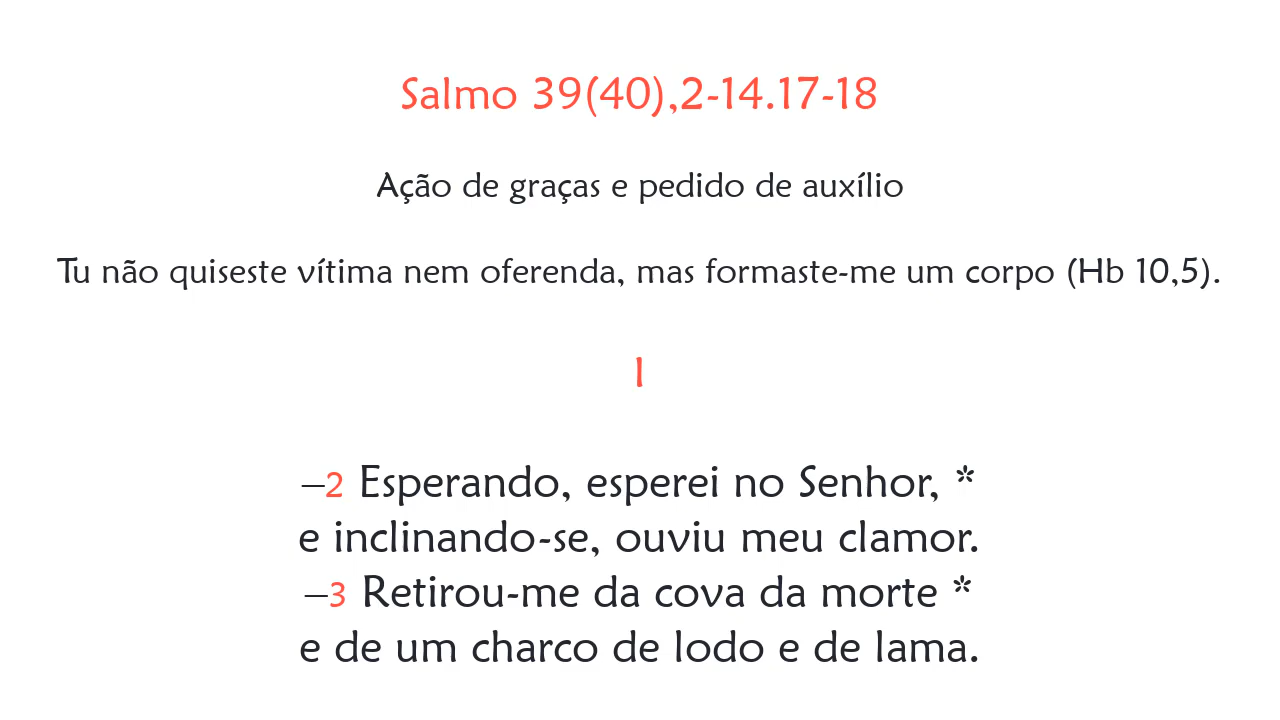 Salmo 39(40),2-14.17-18
Ação de graças e pedido de auxílio
Tu não quiseste vítima nem oferenda, mas formaste-me um corpo (Hb 10,5).
I
–2 Esperando, esperei no Senhor, *
e inclinando-se, ouviu meu clamor.
–3 Retirou-me da cova da morte *
e de um charco de lodo e de lama.